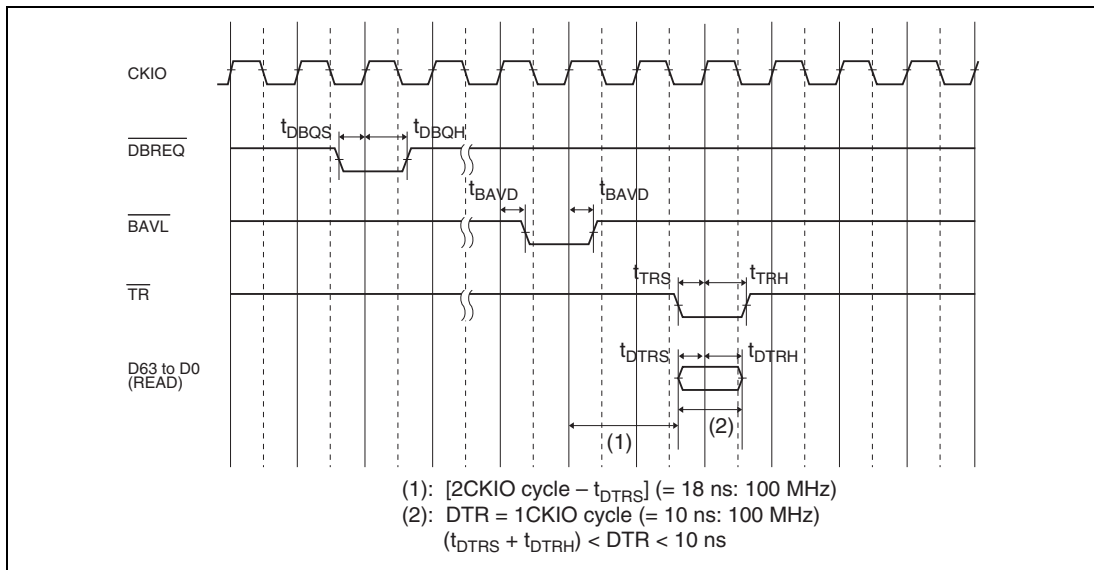 CKIO
tDBQS tDBQH
DBREQ
tBAVD tBAVD
BAVL
tTRS tTRH
TR
tDTRS tDTRH
D63 to D0
(READ)
(1) (2)
(1): [2CKIO cycle – tDTRS] (= 18 ns: 100 MHz)
(2): DTR = 1CKIO cycle (= 10 ns: 100 MHz)
(tDTRS + tDTRH) < DTR < 10 ns